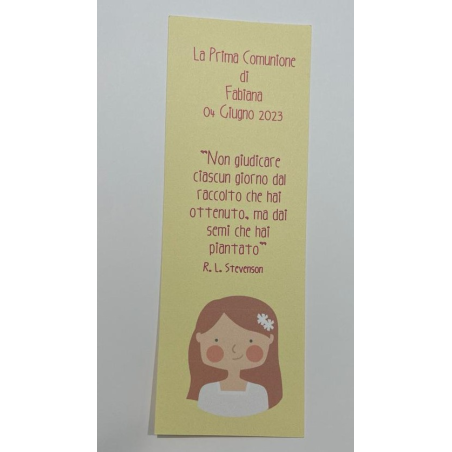 La Prima Comunione
di
Fabiana
04 Giugno 2023
"Non giudicare
ciascun giorno dal
raccolto che hai
ottenuto, ma dai
semi che hai
piantato"
R. L. Stevenson